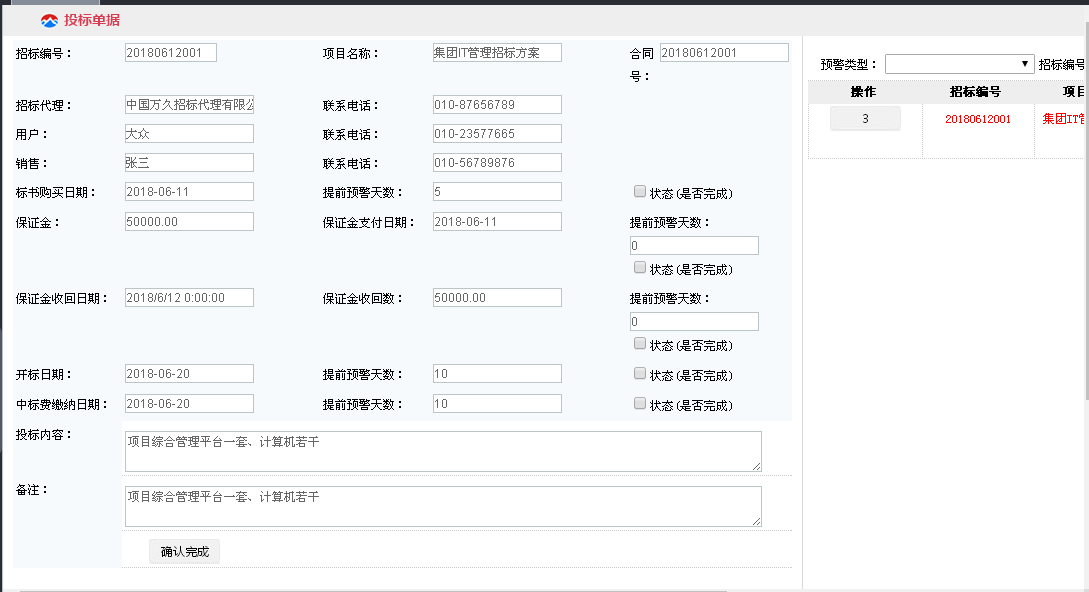 投标单据
招标编号： 20180612001 项目名称： 集团IT管理招标方案 合同号： 20180612001
招标代理： 中国万久招标代理有限公 联系电话： 010-87656789
用户： 大众 联系电话： 010-23577665
销售： 张三 联系电话： 010-56789876
标书购买日期： 2018-06-11 提前预警天数： 5 状态(是否完成)
保证金： 50000.00 保证金支付日期： 2018-06-11 提前预警天数：
0
状态(是否完成)
保证金收回日期： 2018/6/12 0:00:00 保证金收回数： 50000.00 提前预警天数：
0
状态(是否完成)
开标日期： 2018-06-20 提前预警天数： 10 状态(是否完成)
中标费缴纳日期： 2018-06-20 提前预警天数： 10 状态(是否完成)
投标内容： 项目综合管理平台一套、计算机若干
备注： 项目综合管理平台一套、计算机若干
确认完成
预警类型： 招标编号
操作 招标编号 项目
3 20180612001 集团IT管